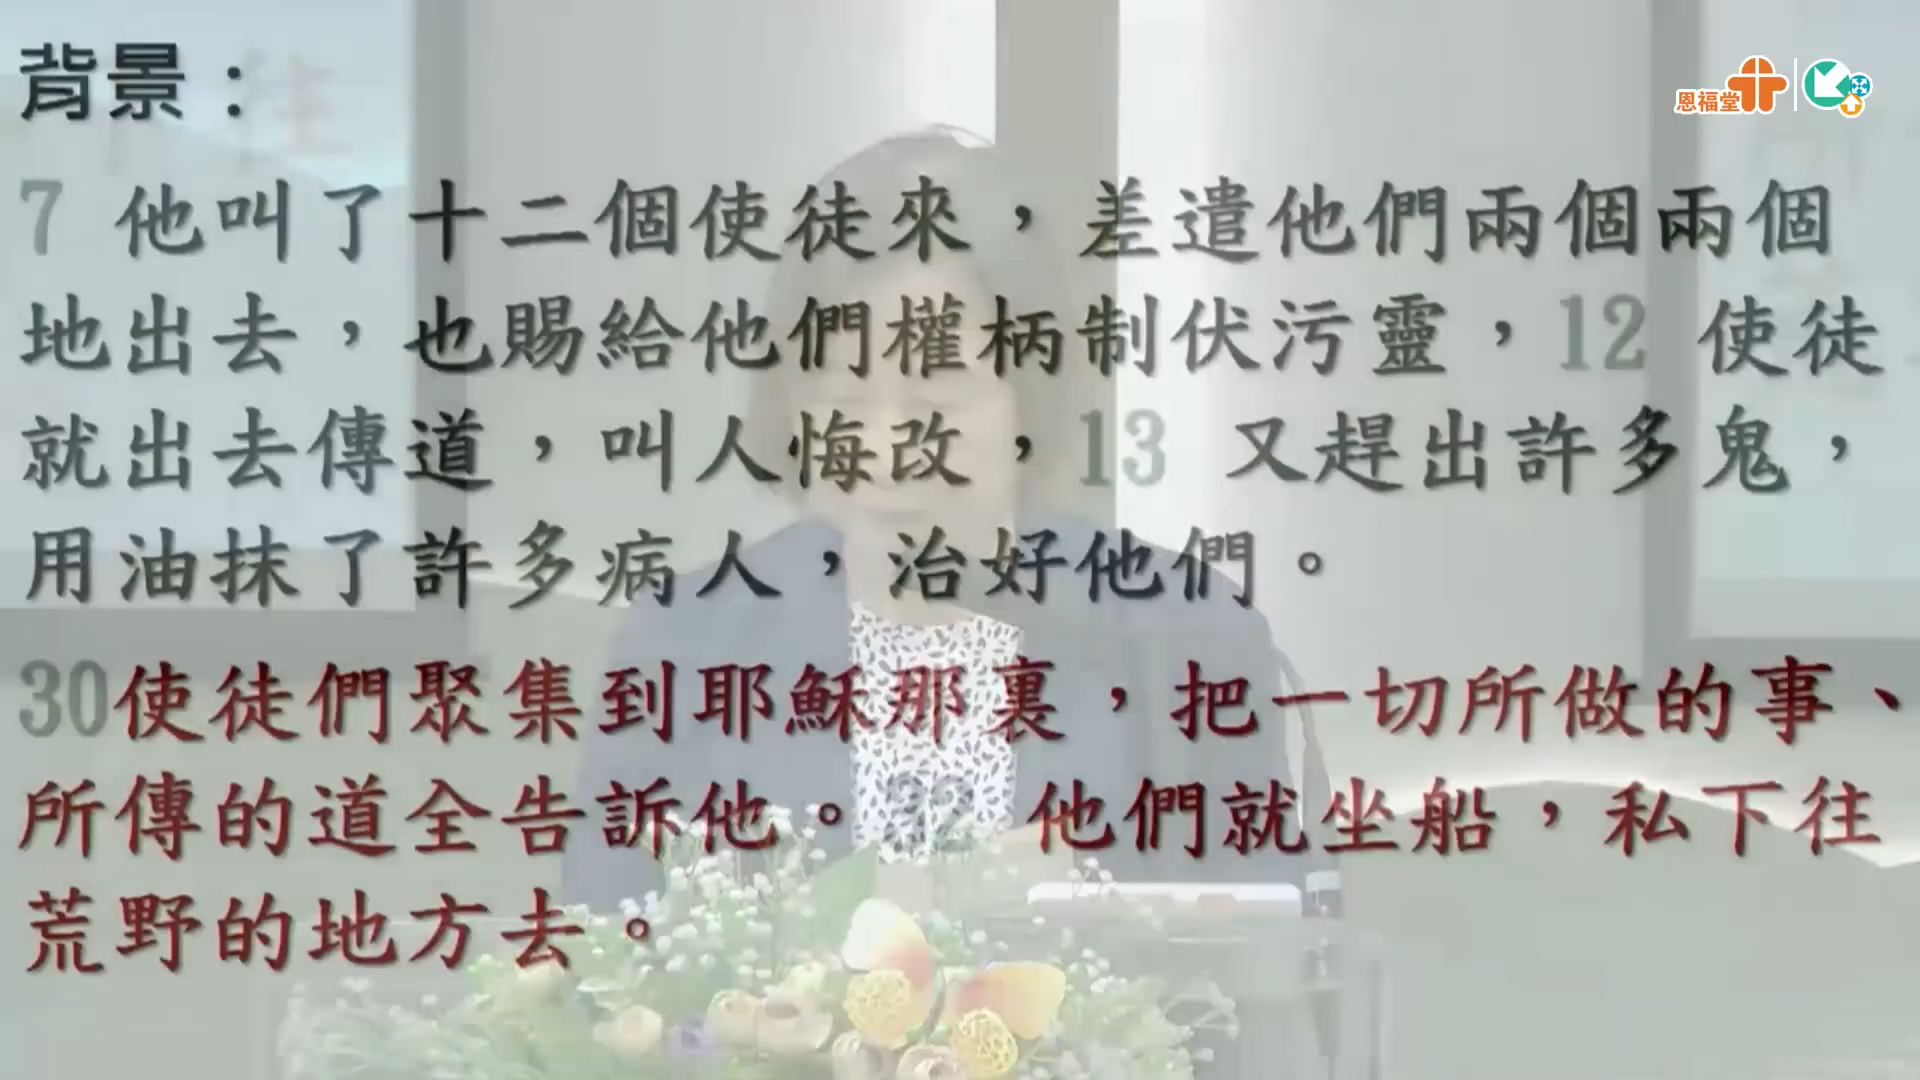 背景：
恩福堂
7 他叫了十二個使徒來，差遣他們兩個兩個
地出去，也賜給他們權柄制伏污靈，12 使徒
就出去傳道，叫人悔改，13 又趕出許多鬼，
用油抹了許多病人，治好他們。
30使徒們聚集到耶穌那裏，把一切所做的事、
所傳的道全告訴他。32 他們就坐船，私下往
荒野的地方去。